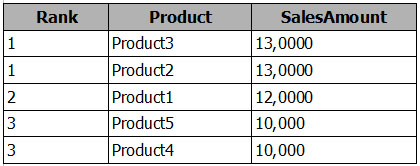 Rank Product SalesAmount
1 Product3 13,0000
1 Product2 13,0000
2 Product1 12,0000
3 Product5 10,000
3 Product4 10,000